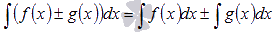 ∫(f(x) ± g(x))dx = ∫f(x)dx ± ∫g(x)dx